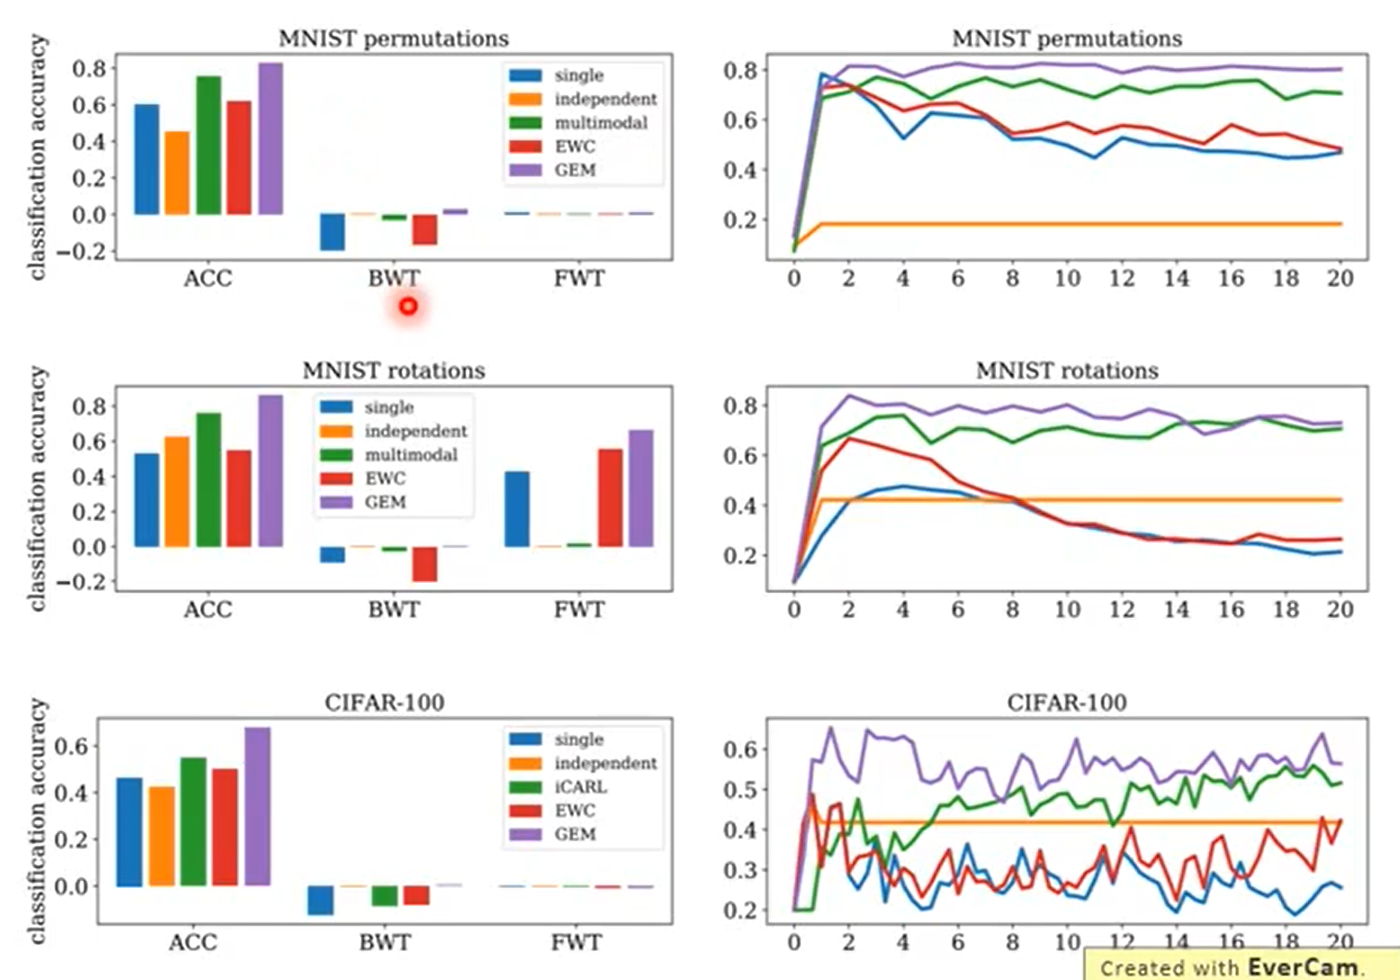 MNIST permutations
classification accuracy
0.8
0.6
0.4
0.2
0.0
−0.2
single
independent
multimodal
EWC
GEM
ACC BWT FWT
MNIST permutations
0.8
0.6
0.4
0.2
0 2 4 6 8 10 12 14 16 18 20
MNIST rotations
classification accuracy
0.8
0.6
0.4
0.2
0.0
−0.2
single
independent
multimodal
EWC
GEM
ACC BWT FWT
MNIST rotations
0.8
0.6
0.4
0.2
0 2 4 6 8 10 12 14 16 18 20
CIFAR-100
classification accuracy
0.6
0.4
0.2
0.0
single
independent
iCARL
EWC
GEM
ACC BWT FWT
CIFAR-100
0.6
0.5
0.4
0.3
0.2
0 2 4 6 8 10 12 14 16 18 20
Created with EverCam.